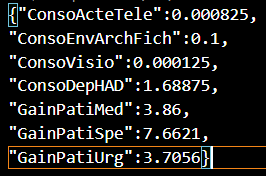 {"ConsoActeTele":0.000825,
"ConsoEnvArchFich":0.1,
"ConsoVisio":0.000125,
"ConsoDepHAD":1.68875,
"GainPatiMed":3.86,
"GainPatiSpe":7.6621,
"GainPatiUrg":3.7056}